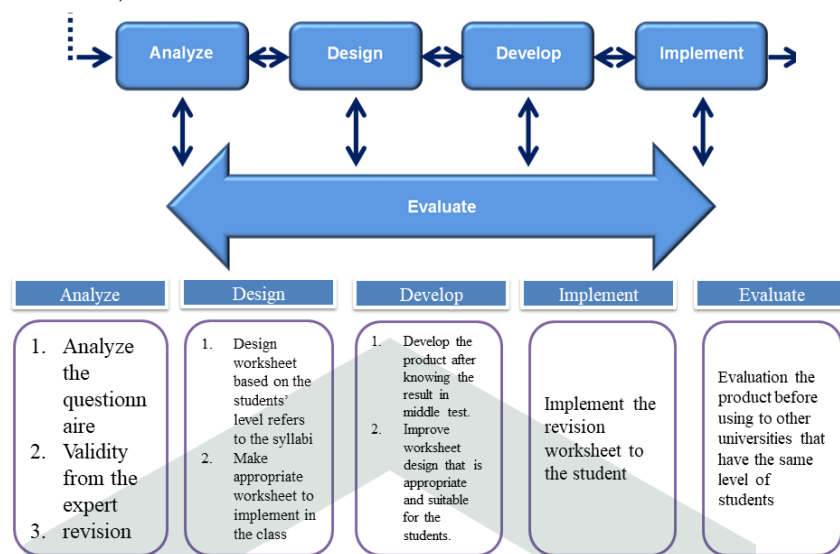 Analyze
Design
Develop
Implement
Evaluate
Analyze
Design
Develop
Implement
Evaluate
1. Analyze
the
questionn
aire
2. Validity
from the
expert
3. revision
1. Design
worksheet
based on the
students'
level refers
to the syllabi
2. Make
appropriate
worksheet to
implement in
the class
1. Develop the
product after
knowing the
result in
middle test.
2. Improve
worksheet
design that is
appropriate
and suitable
for the
students.
Implement the
revision
worksheet to
the student
Evaluation the
product before
using to other
universities that
have the same
level of
students